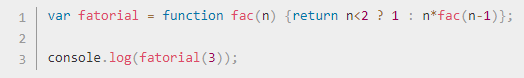 1 var fatorial = function fac(n) {return n<2 ? 1 : n*fac(n-1)};
2
3 console.log(fatorial(3));